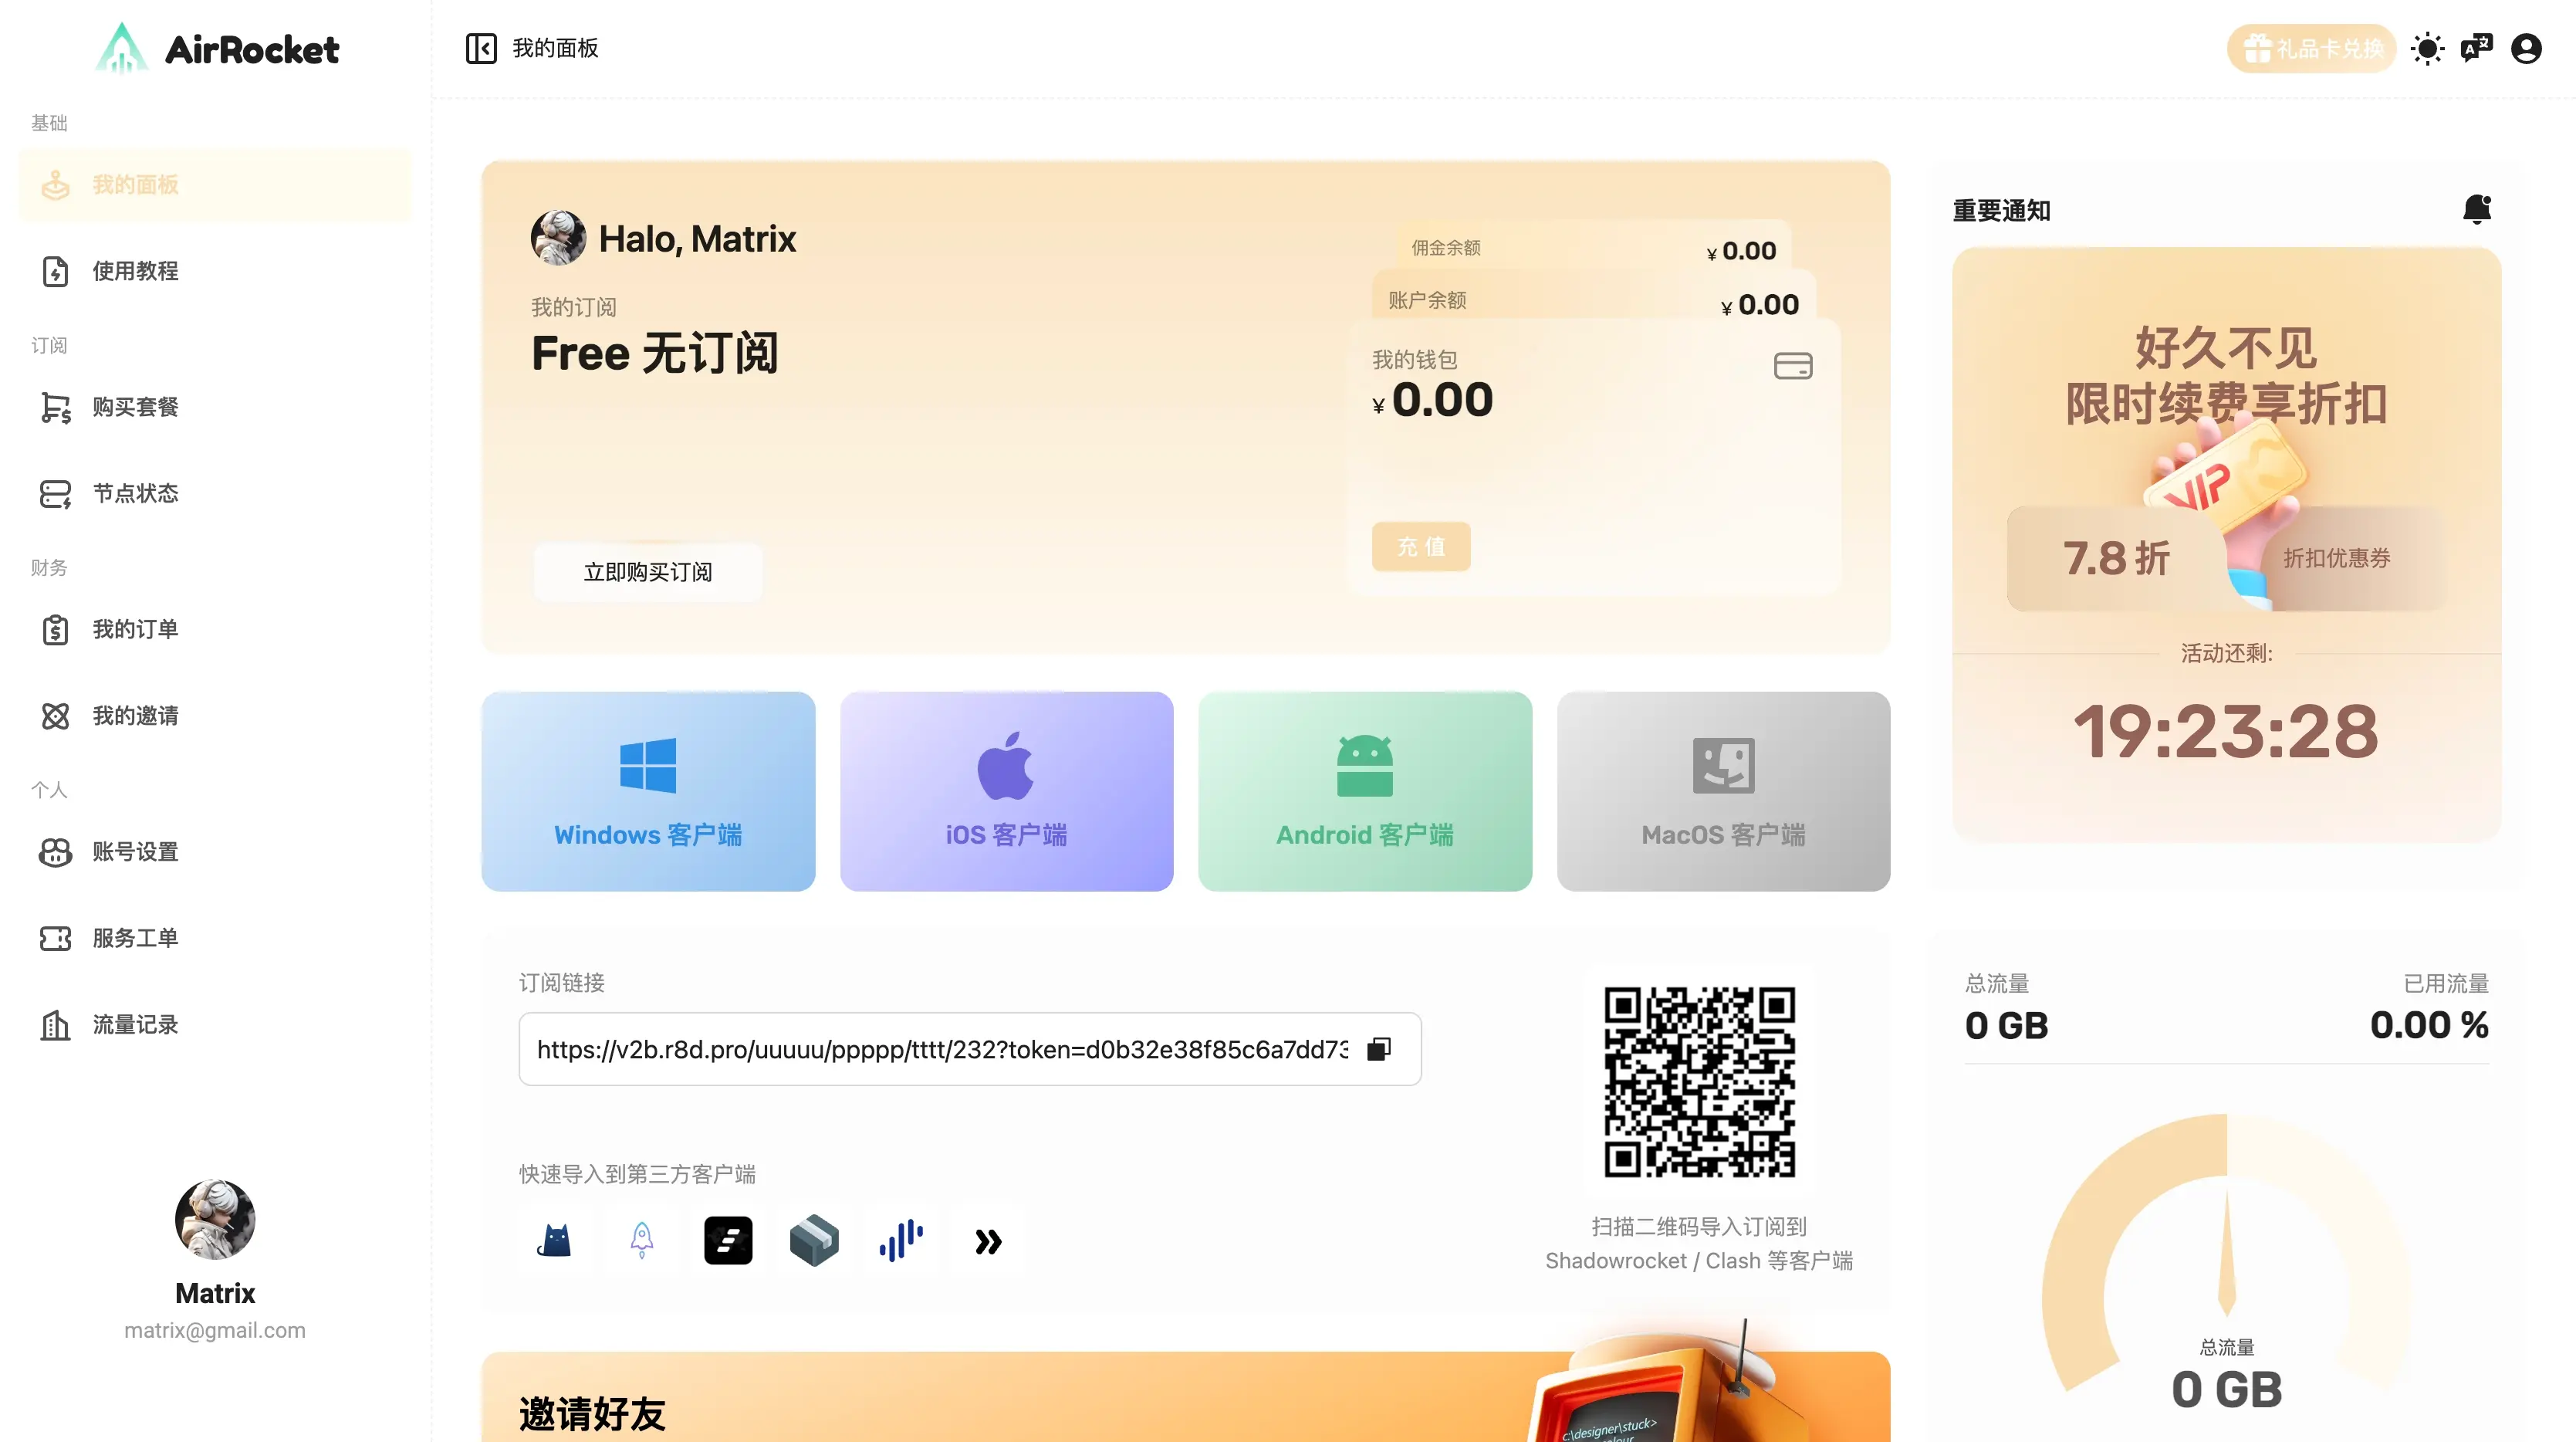 AirRocket
基础
我的面板
使用教程
订阅
购买套餐
节点状态
财务
我的订单
我的邀请
个人
账号设置
服务工单
流量记录
Matrix
matrix@gmail.com
我的面板
礼品卡兑换
Halo, Matrix
我的订阅
Free 无订阅
立即购买订阅
佣金余额
¥ 0.00
账户余额
¥ 0.00
我的钱包
¥ 0.00
充 值
Windows 客户端
iOS 客户端
Android 客户端
MacOS 客户端
订阅链接
https://v2b.r8d.pro/uuuuu/ppppp/tttt/232?token=d0b32e38f85c6a7dd73
快速导入到第三方客户端
扫描二维码导入订阅到
Shadowrocket / Clash 等客户端
邀请好友
c:\designer\stuck>
重要通知
好久不见
限时续费享折扣
VIP
7.8 折
折扣优惠券
活动还剩:
19:23:28
总流量
0 GB
已用流量
0.00 %
总流量
0 GB